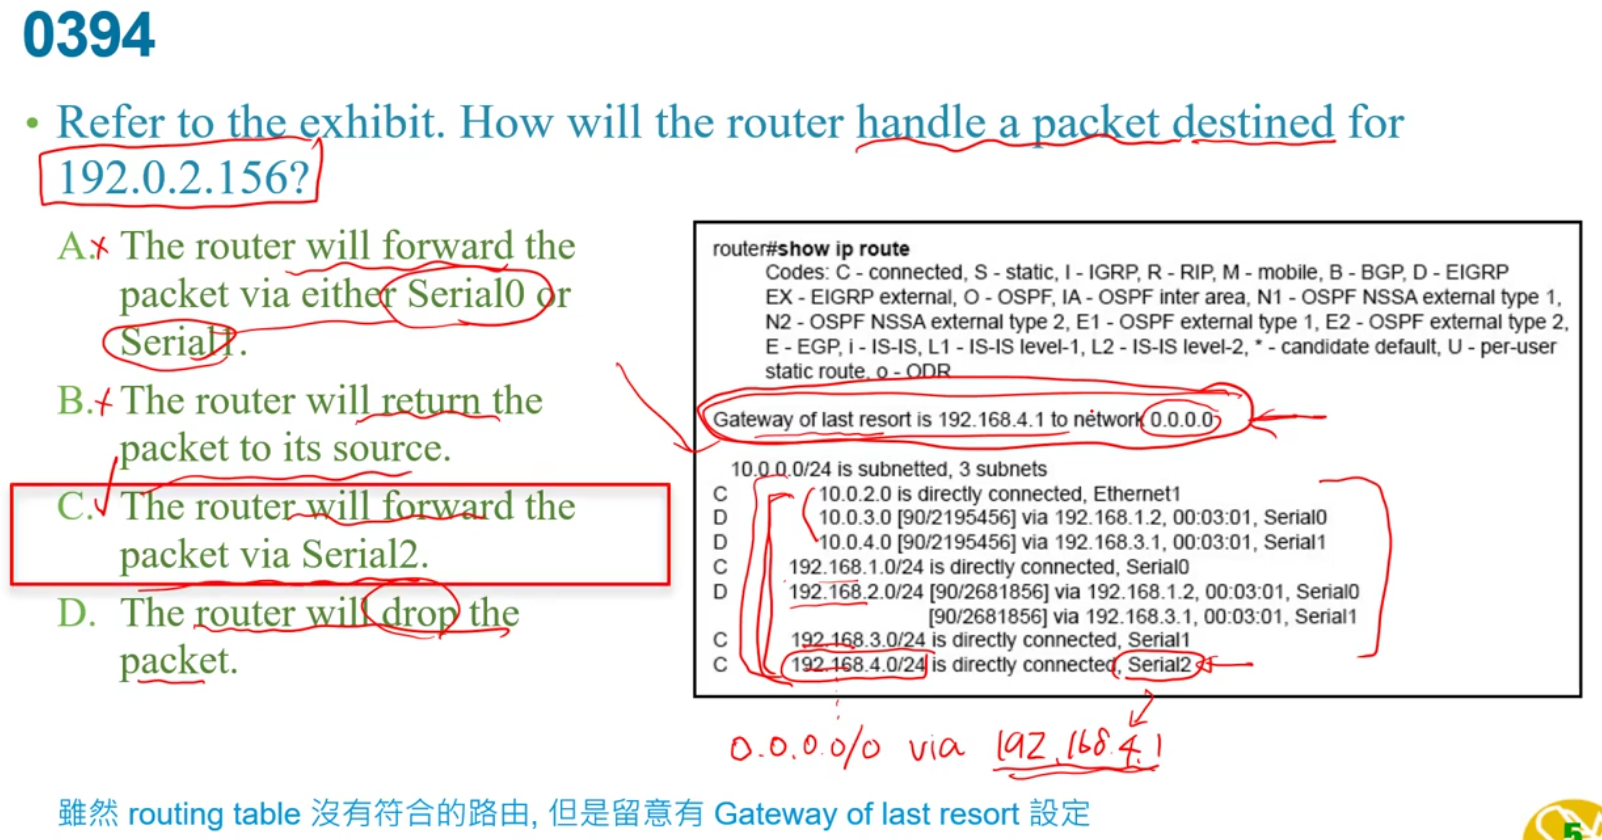 0394
• Refer to the exhibit. How will the router handle a packet destined for
192.0.2.156?
A. The router will forward the
packet via either Serial0 or
Serial1.
B. The router will return the
packet to its source.
C. The router will forward the
packet via Serial2.
D. The router will drop the
packet.
router#show ip route
Codes: C - connected, S - static, I - IGRP, R - RIP, M - mobile, B - BGP, D - EIGRP
EX - EIGRP external, O - OSPF, IA - OSPF inter area, N1 - OSPF NSSA external type 1,
N2 - OSPF NSSA external type 2, E1 - OSPF external type 1, E2 - OSPF external type 2,
E - EGP, i - IS-IS, L1 - IS-IS level-1, L2 - IS-IS level-2, * - candidate default, U - per-user
static route, o - ODR
Gateway of last resort is 192.168.4.1 to network 0.0.0.0
10.0.0.0/24 is subnetted, 3 subnets
C 10.0.2.0 is directly connected, Ethernet1
D 10.0.3.0 [90/2195456] via 192.168.1.2, 00:03:01, Serial0
D 10.0.4.0 [90/2195456] via 192.168.3.1, 00:03:01, Serial1
C 192.168.1.0/24 is directly connected, Serial0
D 192.168.2.0/24 [90/2681856] via 192.168.1.2, 00:03:01, Serial0
[90/2681856] via 192.168.3.1, 00:03:01, Serial1
C 192.168.3.0/24 is directly connected, Serial1
C 192.168.4.0/24 is directly connected, Serial2
0.0.0.0/0 via 192.168.4.1
雖然 routing table 沒有符合的路由, 但是留意有 Gateway of last resort 設定
5